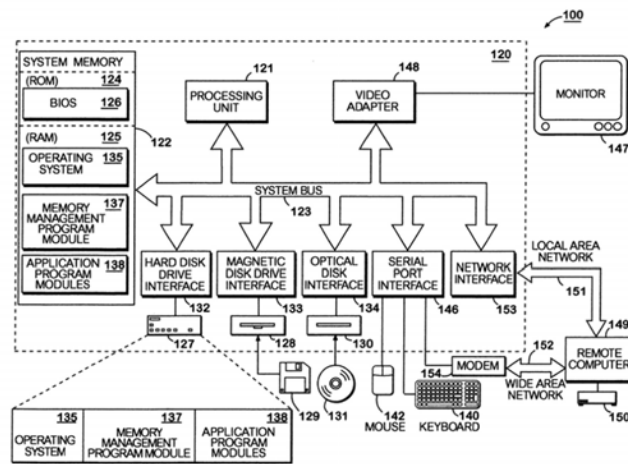 100
SYSTEM MEMORY
(ROM) 124
BIOS 126
(RAM) 125
122
OPERATING
SYSTEM 135
MEMORY 137
MANAGEMENT
PROGRAM
MODULE
APPLICATION
PROGRAM
MODULES 138
120
121
PROCESSING
UNIT
148
VIDEO
ADAPTER
MONITOR
147
SYSTEM BUS
123
HARD DISK
DRIVE
INTERFACE
132
MAGNETIC
DISK DRIVE
INTERFACE
133
OPTICAL
DISK
INTERFACE
134
SERIAL
PORT
INTERFACE
146
NETWORK
INTERFACE
153
LOCAL AREA
NETWORK
151
127
128
130
129
131
142
MOUSE
140
KEYBOARD
MODEM
154
152
WIDE AREA
NETWORK
149
REMOTE
COMPUTER
150
135
OPERATING
SYSTEM
137
MEMORY
MANAGEMENT
PROGRAM MODULE
138
APPLICATION
PROGRAM
MODULES